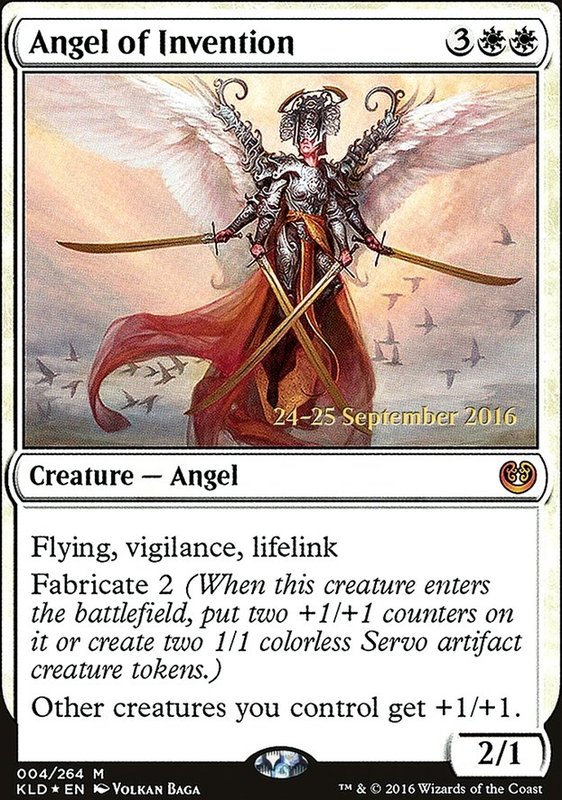 Angel of Invention 3
24-25 September 2016
Creature — Angel
Flying, vigilance, lifelink
Fabricate 2 (When this creature enters
the battlefield, put two +1/+1 counters on
it or create two 1/1 colorless Servo artifact
creature tokens.)
Other creatures you control get +1/+1.
2/1
004/264 M
KLD ★ EN Volkan Baga
™ & © 2016 Wizards of the Coast